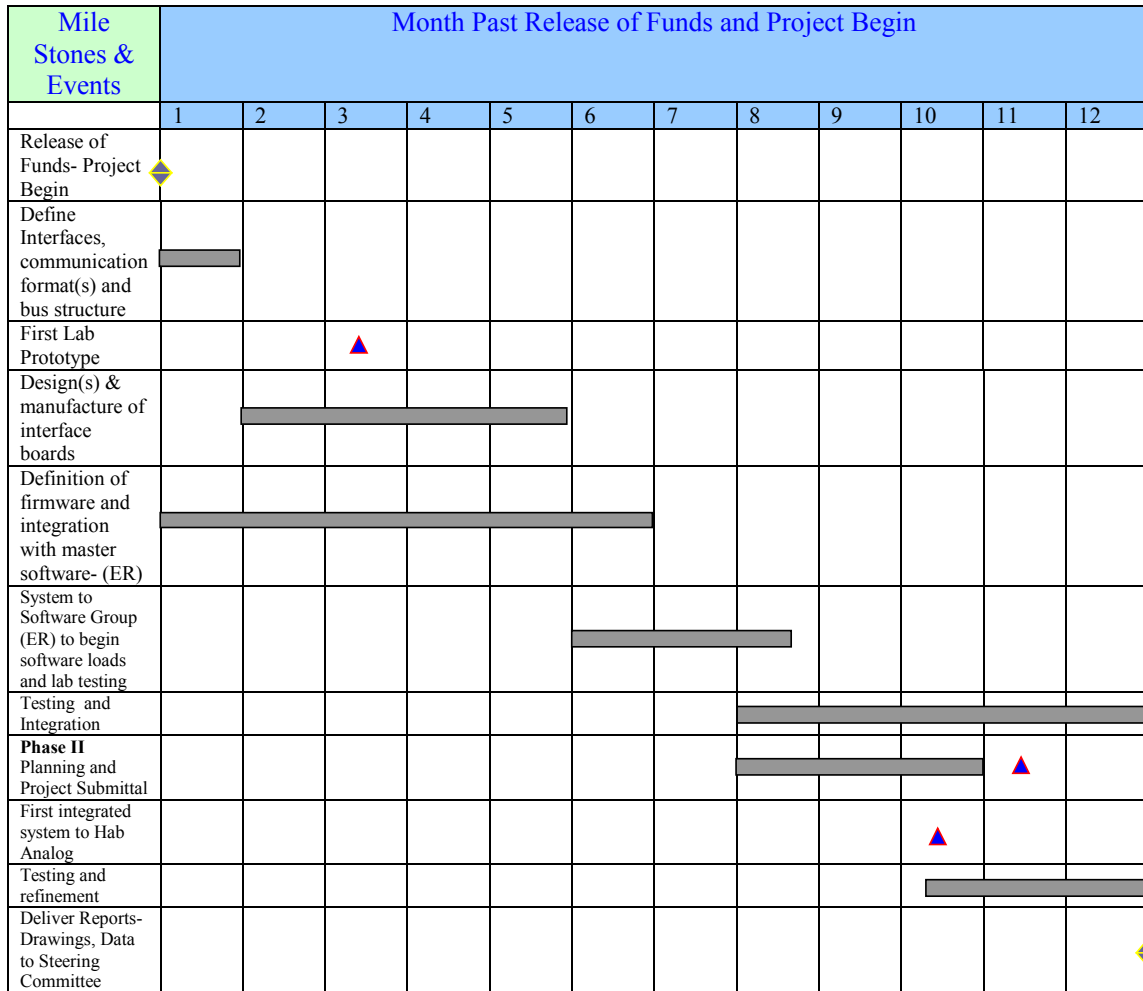 Mile
Stones &
Events
Month Past Release of Funds and Project Begin
1 2 3 4 5 6 7 8 9 10 11 12
Release of
Funds- Project
Begin
Define
Interfaces,
communication
format(s) and
bus structure
First Lab
Prototype
Design(s) &
manufacture of
interface
boards
Definition of
firmware and
integration
with master
software- (ER)
System to
Software Group
(ER) to begin
software loads
and lab testing
Testing and
Integration
Phase II
Planning and
Project Submittal
First integrated
system to Hab
Analog
Testing and
refinement
Deliver Reports-
Drawings, Data
to Steering
Committee